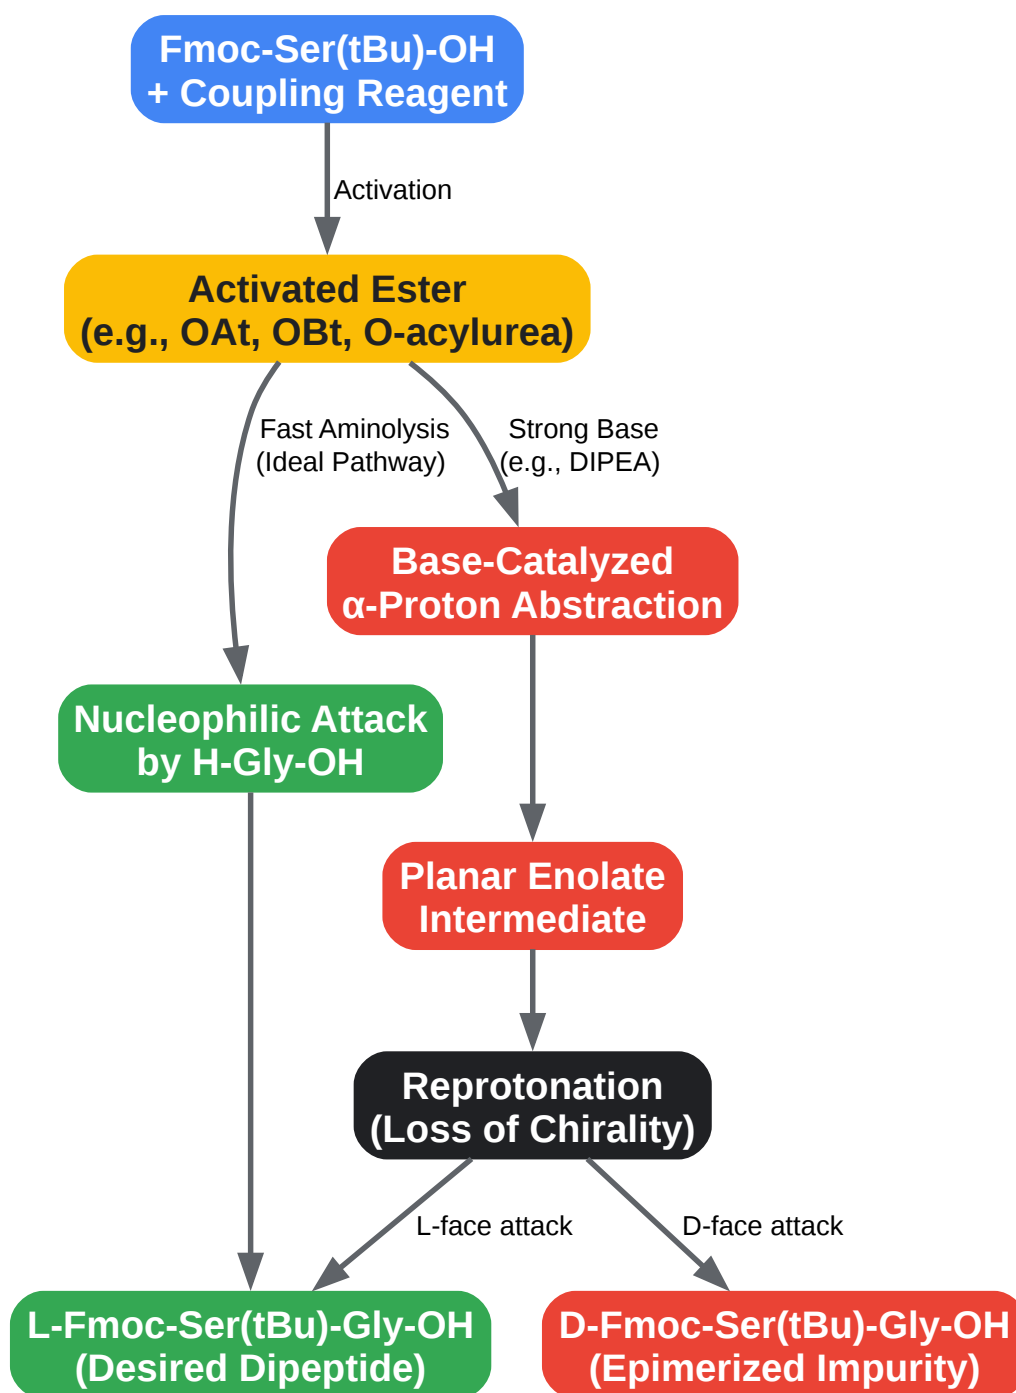 Fmoc-Ser(tBu)-OH
+ Coupling Reagent
Activation
Activated Ester
(e.g., OAt, OBt, O-acylurea)
Fast Aminolysis
(Ideal Pathway)
Strong Base
(e.g., DIPEA)
Base-Catalyzed
α-Proton Abstraction
Nucleophilic Attack
by H-Gly-OH
Planar Enolate
Intermediate
Reprotonation
(Loss of Chirality)
L-face attack
D-face attack
L-Fmoc-Ser(tBu)-Gly-OH
(Desired Dipeptide)
D-Fmoc-Ser(tBu)-Gly-OH
(Epimerized Impurity)